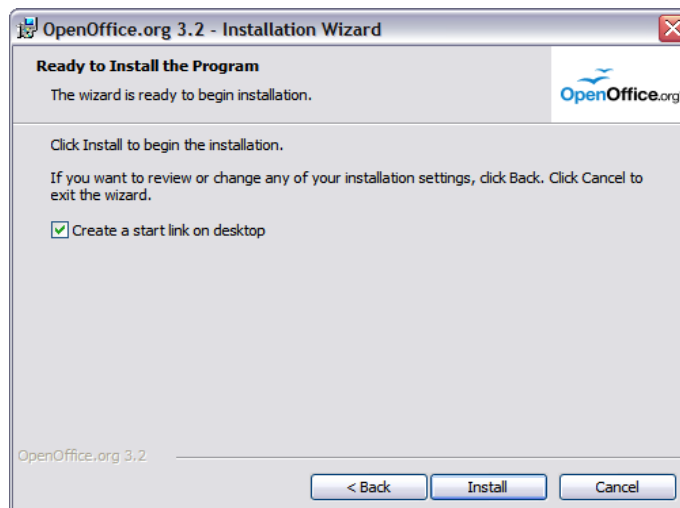 OpenOffice.org 3.2 - Installation Wizard
Ready to Install the Program
The wizard is ready to begin installation.
OpenOffice.org
Click Install to begin the installation.
If you want to review or change any of your installation settings, click Back. Click Cancel to
exit the wizard.
Create a start link on desktop
OpenOffice.org 3.2
< Back
Install
Cancel